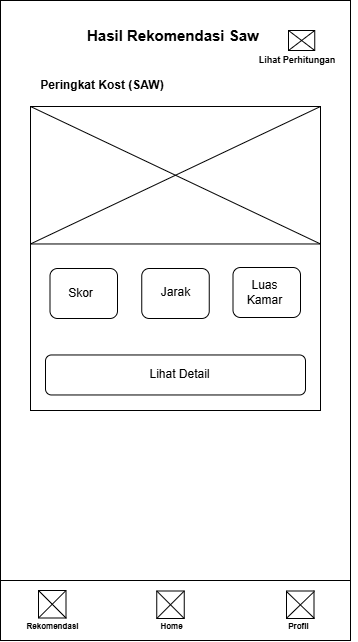 Hasil Rekomendasi Saw
Lihat Perhitungan
Peringkat Kost (SAW)
Skor
Jarak
Luas
Kamar
Lihat Detail
Rekomendasi
Home
Profil